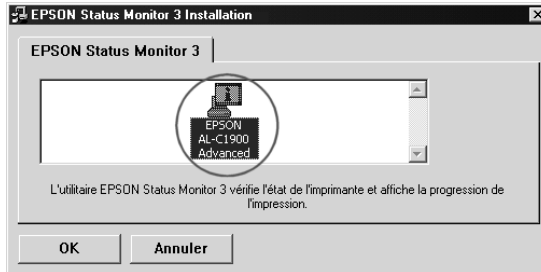 EPSON Status Monitor 3 Installation
EPSON Status Monitor 3
EPSON
AL-C1900
Advanced
L'utilitaire EPSON Status Monitor 3 vérifie l'état de l'imprimante et affiche la progression de
l'impression.
OK
Annuler